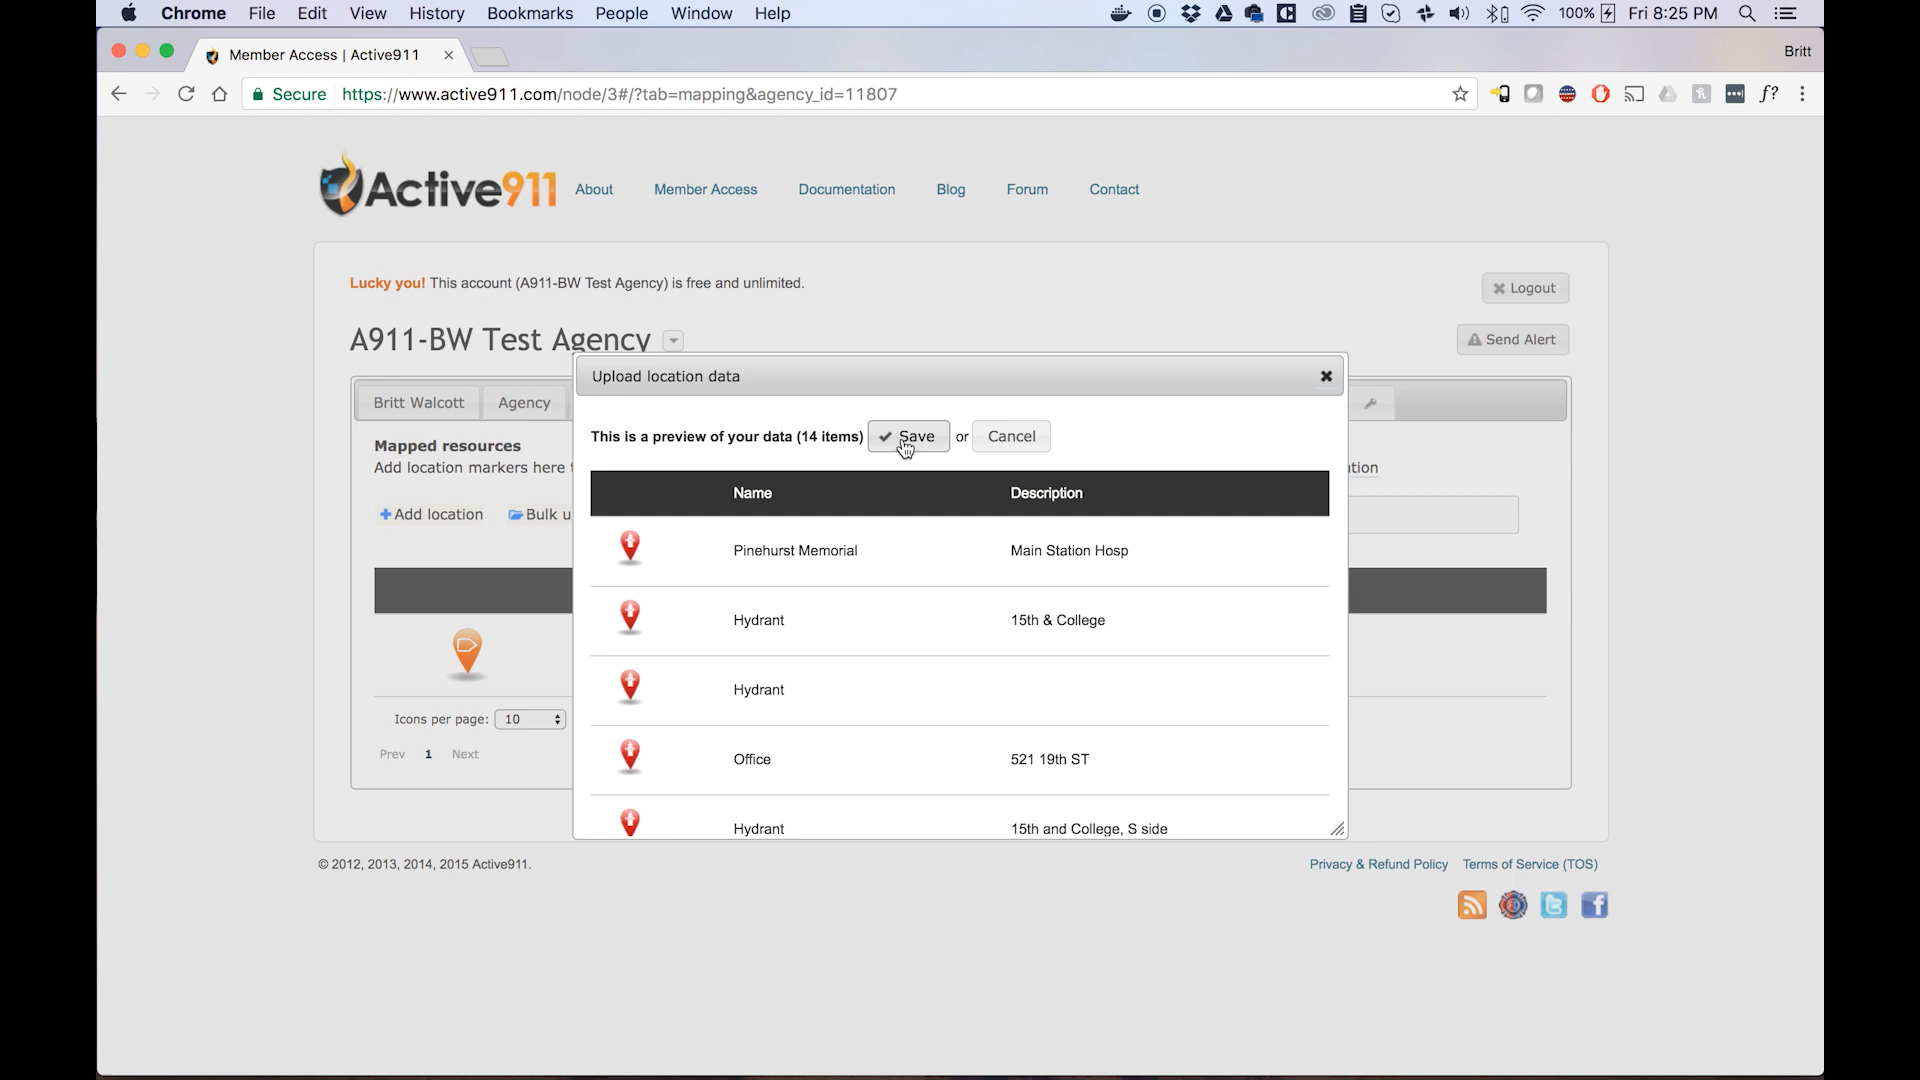 Chrome File Edit View History Bookmarks People Window Help 100% Fri 8:25 PM
Member Access | Active911 Britt
Secure https://www.active911.com/node/3#/?tab=mapping&agency_id=11807 f?
Active911 About Member Access Documentation Blog Forum Contact
Lucky you! This account (A911-BW Test Agency) is free and unlimited. Logout
A911-BW Test Agency Send Alert
Upload location data
Britt Walcott Agency
This is a preview of your data (14 items) Save or Cancel
Mapped resources
Add location markers here
Name Description
Add location Bulk u
Pinehurst Memorial Main Station Hosp
Hydrant 15th & College
Hydrant
Icons per page: 10
Prev 1 Next
Office 521 19th ST
Hydrant 15th and College, S side
© 2012, 2013, 2014, 2015 Active911. Privacy & Refund Policy Terms of Service (TOS)